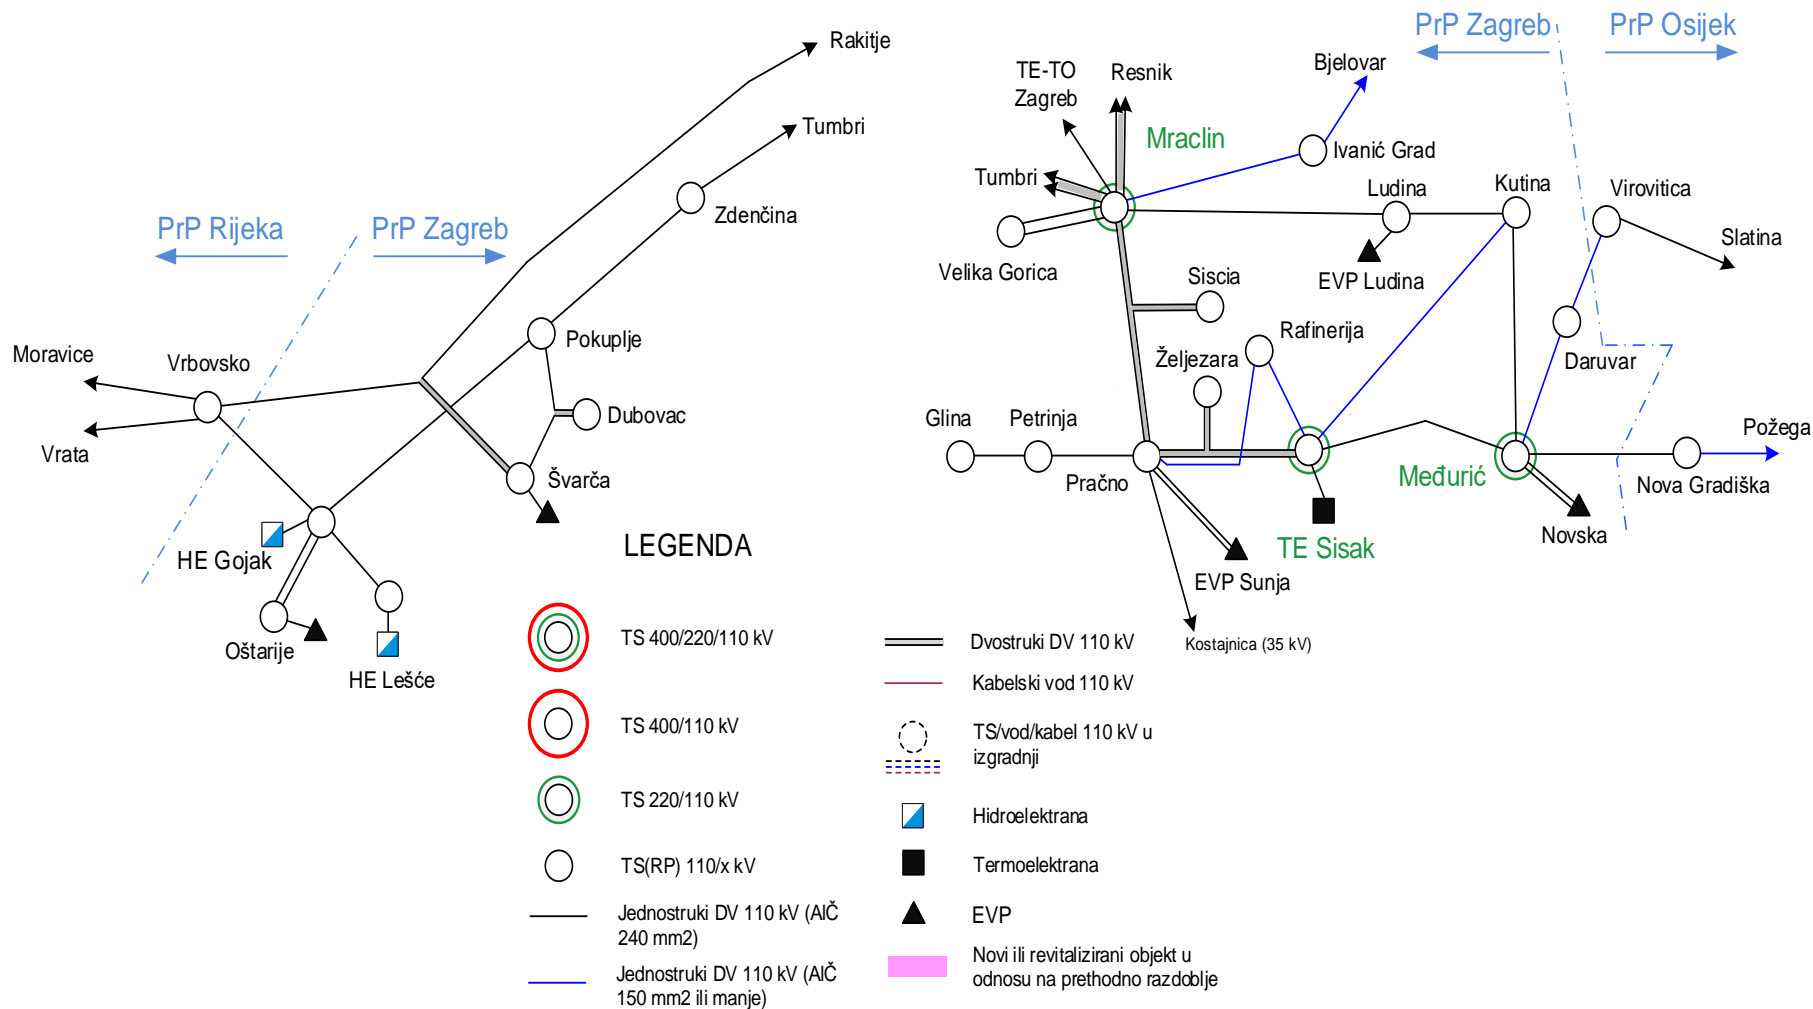 Rakitje
Tumbri
Zdenčina
PrP Rijeka
PrP Zagreb
Pokuplje
Moravice
Vrbovsko
Dubovac
Vrata
Švarča
HE Gojak
Oštarije
HE Lešće
PrP Zagreb
PrP Osijek
Bjelovar
TE-TO
Zagreb
Resnik
Mraclin
Ivanić Grad
Tumbri
Ludina
Kutina
Virovitica
Slatina
Velika Gorica
EVP Ludina
Siscia
Rafinerija
Željezara
Daruvar
Glina
Petrinja
Požega
Pračno
Međurić
Nova Gradiška
Novska
TE Sisak
EVP Sunja
Kostajnica (35 kV)
LEGENDA
TS 400/220/110 kV
TS 400/110 kV
TS 220/110 kV
TS(RP) 110/x kV
Jednostruki DV 110 kV (AlČ
240 mm2)
Jednostruki DV 110 kV (AlČ
150 mm2 ili manje)
Dvostruki DV 110 kV
Kabelski vod 110 kV
TS/vod/kabel 110 kV u
izgradnji
Hidroelektrana
Termoelektrana
EVP
Novi ili revitalizirani objekt u
odnosu na prethodno razdoblje